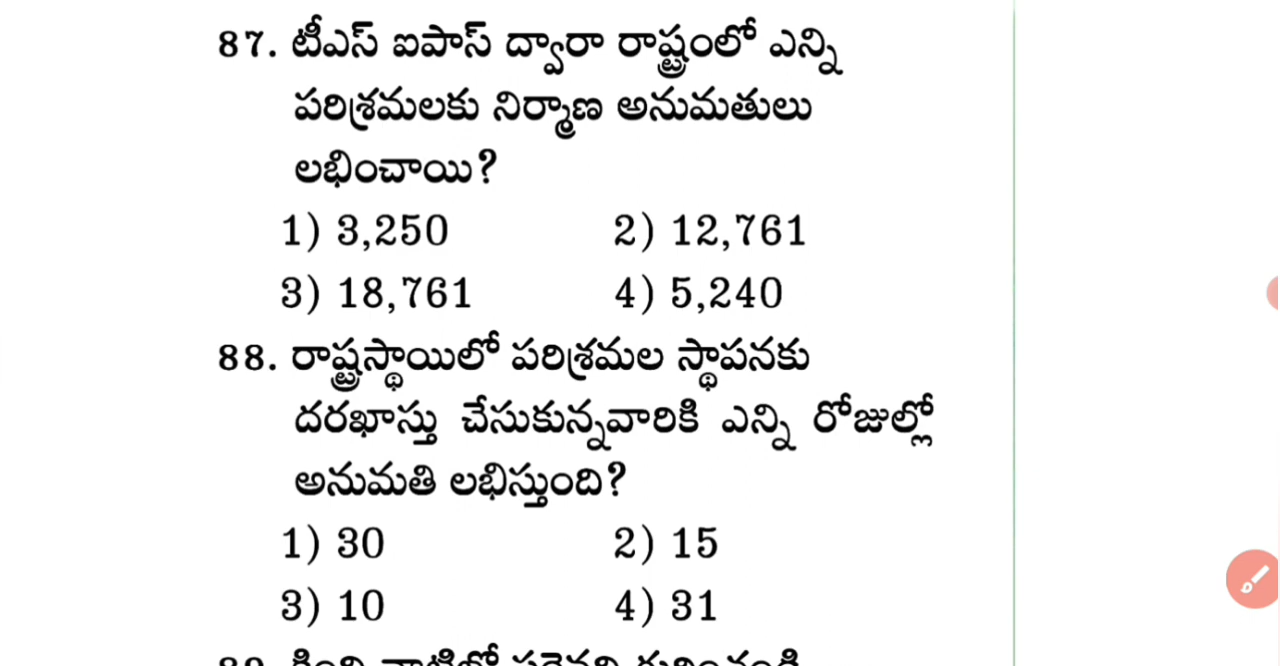 87. టీఎస్ ఐపాస్ ద్వారా రాష్ట్రంలో ఎన్ని
పరిశ్రమలకు నిర్మాణ అనుమతులు
లభించాయి?
1) 3,250 2) 12,761
3) 18,761 4) 5,240
88. రాష్ట్రస్థాయిలో పరిశ్రమల స్థాపనకు
దరఖాస్తు చేసుకున్నవారికి ఎన్ని రోజుల్లో
అనుమతి లభిస్తుంది?
1) 30 2) 15
3) 10 4) 31